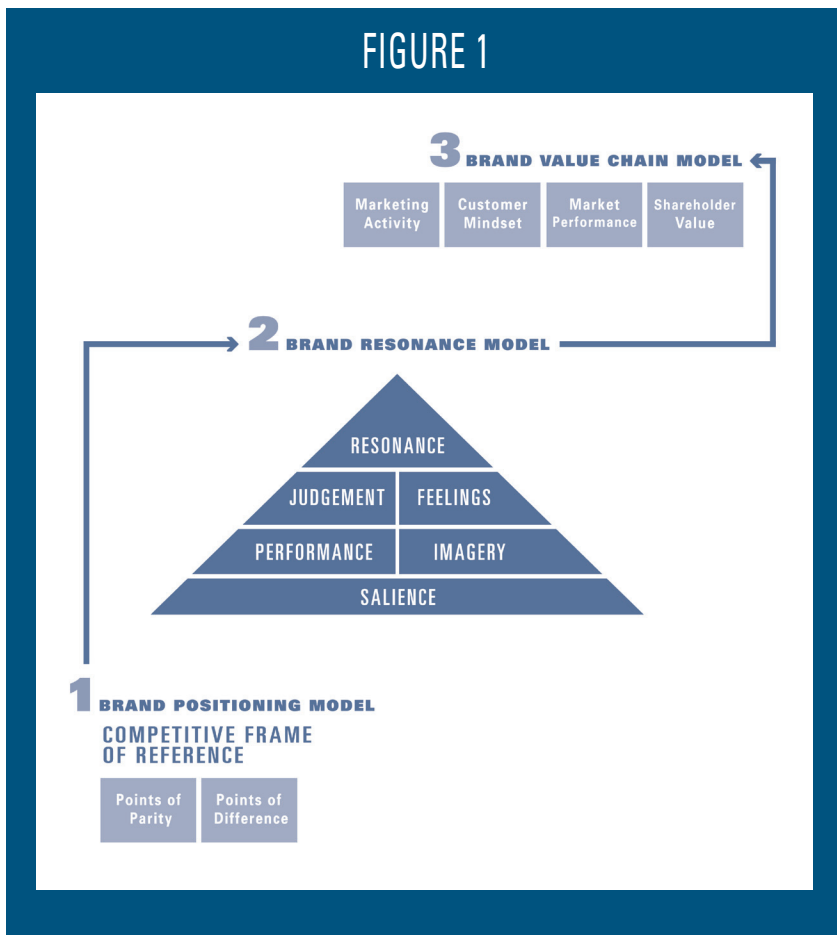 FIGURE 1
3 BRAND VALUE CHAIN MODEL
Marketing
Activity
Customer
Mindset
Market
Performance
Shareholder
Value
2 BRAND RESONANCE MODEL
RESONANCE
JUDGEMENT
FEELINGS
PERFORMANCE
IMAGERY
SALIENCE
1 BRAND POSITIONING MODEL
COMPETITIVE FRAME
OF REFERENCE
Points of
Parity
Points of
Difference